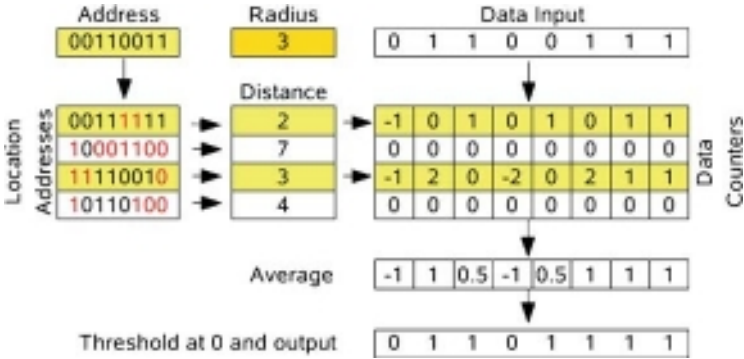 Address Radius Data Input
00110011 3 0 1 1 0 0 1 1 1
Distance
Location Addresses
00111111 2 -1 0 1 0 1 0 1 1
10001100 7 0 0 0 0 0 0 0 0
11110010 3 -1 2 0 -2 0 2 1 1
10110100 4 0 0 0 0 0 0 0 0
Data Counters
Average -1 1 0.5 -1 0.5 1 1 1
Threshold at 0 and output 0 1 1 0 1 1 1 1